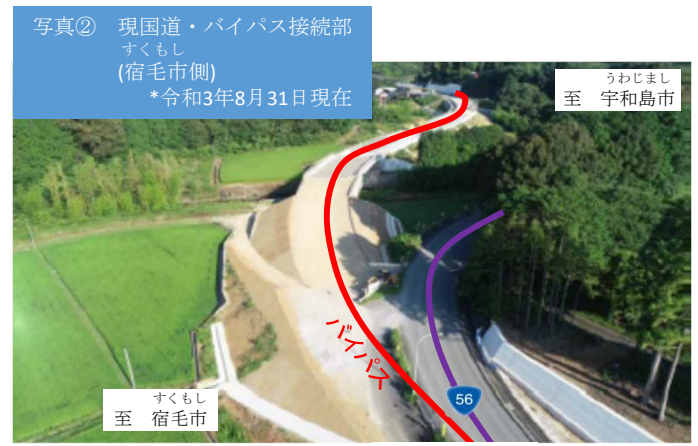 写真② 現国道・バイパス接続部
すくもし
(宿毛市側)
*令和3年8月31日現在
うわじまし
至 宇和島市
バイパス
56
すくもし
至 宿毛市